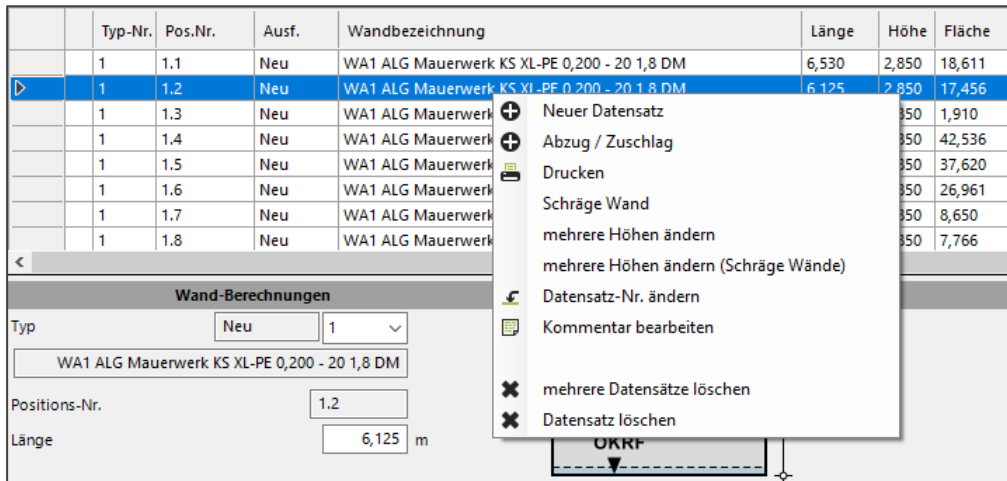 Typ-Nr. Pos.Nr. Ausf. Wandbezeichnung Länge Höhe Fläche
1 1.1 Neu WA1 ALG Mauerwerk KS XL-PE 0,200 - 20 1,8 DM 6,530 2,850 18,611
1 1.2 Neu WA1 ALG Mauerwerk KS XL-PE 0,200 - 20 1,8 DM 6,125 2,850 17,456
1 1.3 Neu WA1 ALG Mauerwerk 850 1,910
1 1.4 Neu WA1 ALG Mauerwerk 850 42,536
1 1.5 Neu WA1 ALG Mauerwerk 850 37,620
1 1.6 Neu WA1 ALG Mauerwerk 850 26,961
1 1.7 Neu WA1 ALG Mauerwerk 850 8,650
1 1.8 Neu WA1 ALG Mauerwerk 850 7,766
Neuer Datensatz
Abzug / Zuschlag
Drucken
Schräge Wand
mehrere Höhen ändern
mehrere Höhen ändern (Schräge Wände)
Datensatz-Nr. ändern
Kommentar bearbeiten
mehrere Datensätze löschen
Datensatz löschen
Wand-Berechnungen
Typ Neu 1
WA1 ALG Mauerwerk KS XL-PE 0,200 - 20 1,8 DM
Positions-Nr. 1.2
Länge 6,125 m
OKRF